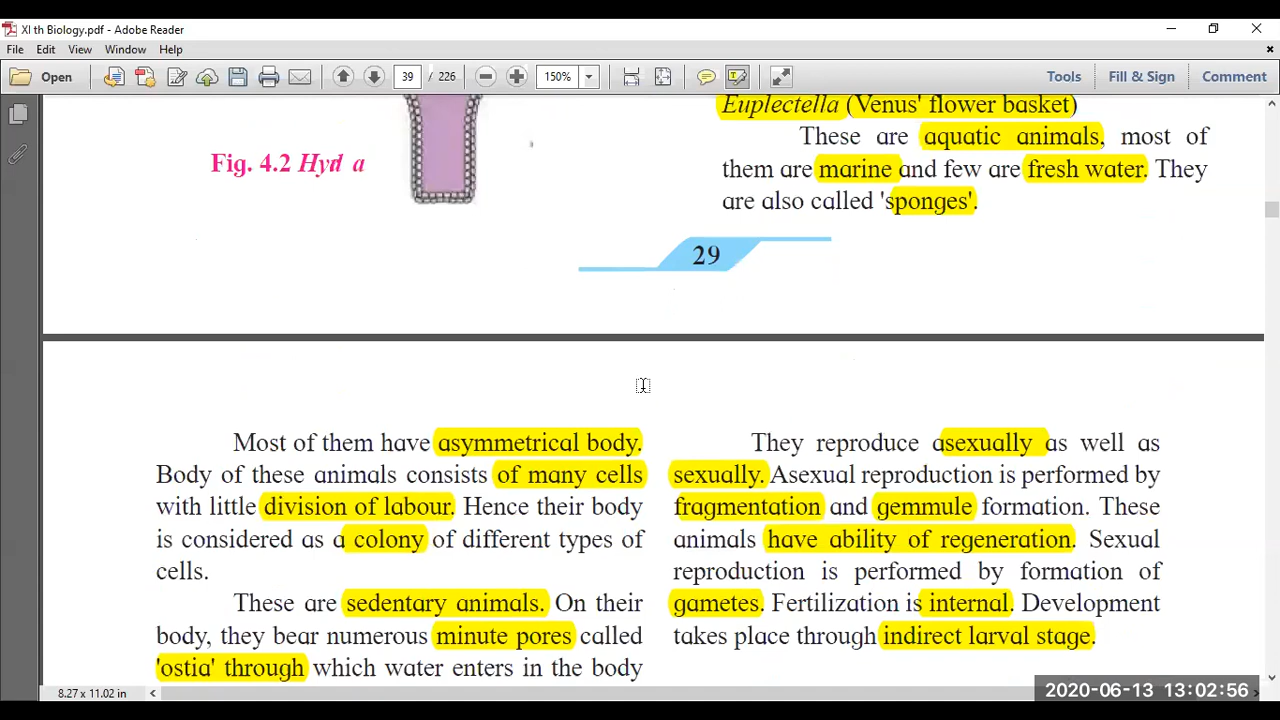 XI th Biology.pdf - Adobe Reader
File Edit View Window Help
Open 39 / 226 150% Tools Fill & Sign Comment
Fig. 4.2 Hyd a
Euplectella (Venus' flower basket)
These are aquatic animals, most of
them are marine and few are fresh water. They
are also called 'sponges'.
29
Most of them have asymmetrical body.
Body of these animals consists of many cells
with little division of labour. Hence their body
is considered as a colony of different types of
cells.
These are sedentary animals. On their
body, they bear numerous minute pores called
'ostia' through which water enters in the body
They reproduce asexually as well as
sexually. Asexual reproduction is performed by
fragmentation and gemmule formation. These
animals have ability of regeneration. Sexual
reproduction is performed by formation of
gametes. Fertilization is internal. Development
takes place through indirect larval stage.
8.27 x 11.02 in
2020-06-13 13:02:56